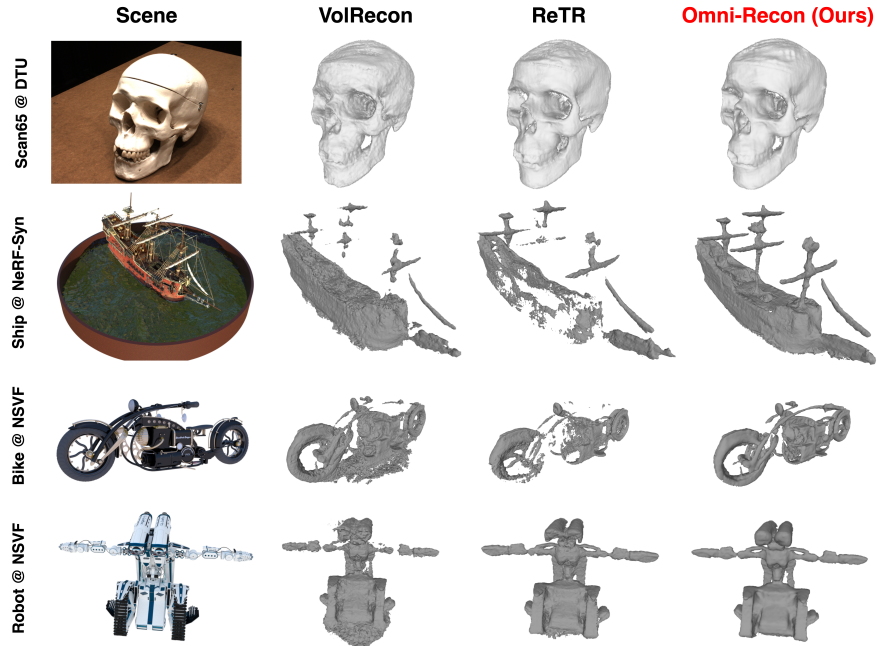 Scene
VolRecon
ReTR
Omni-Recon (Ours)
Scan65 @ DTU
Ship @ NeRF-Syn
Bike @ NSVF
Robot @ NSVF